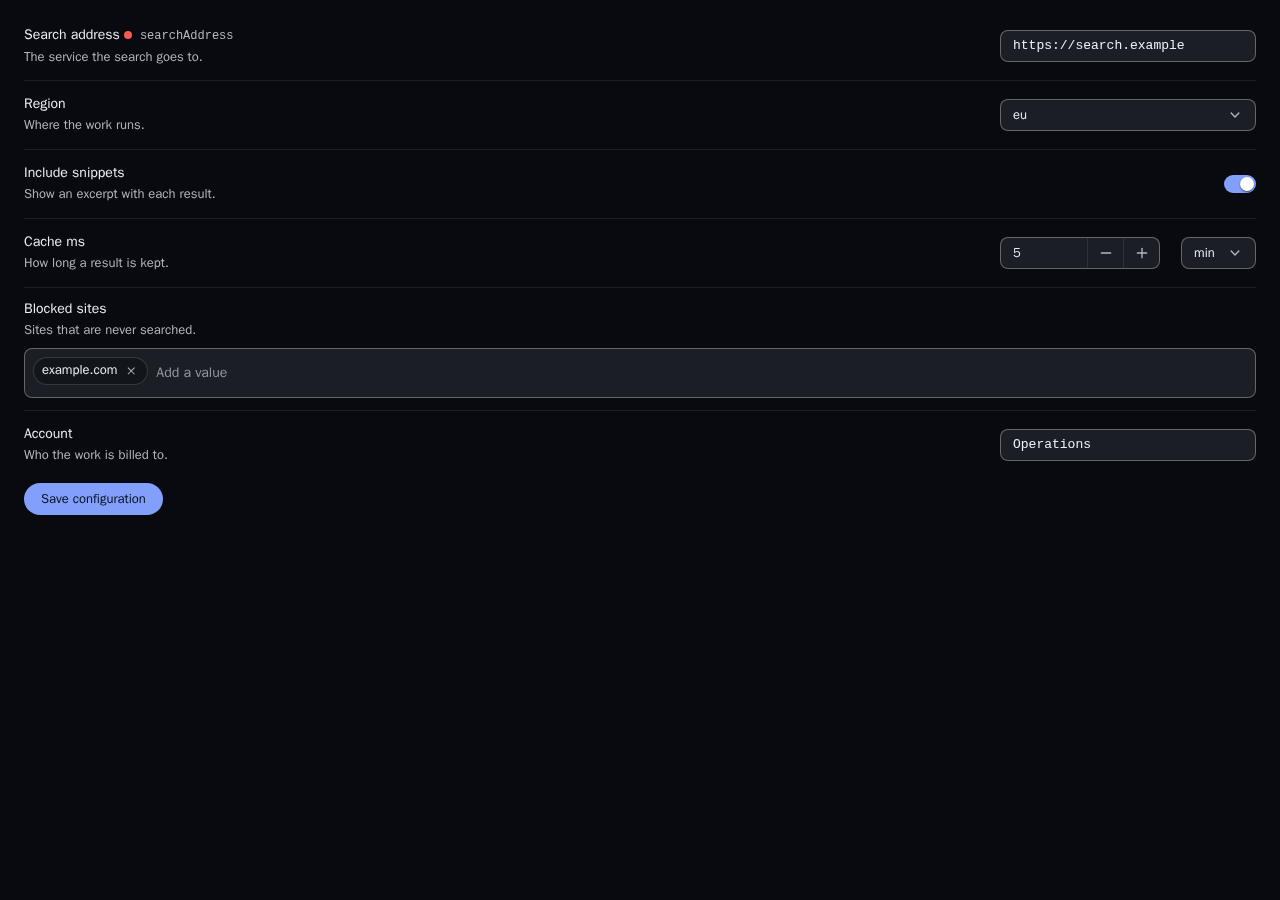 Search address searchAddress
The service the search goes to.
https://search.example
Region
Where the work runs.
eu
Include snippets
Show an excerpt with each result.
Cache ms
How long a result is kept.
5
min
Blocked sites
Sites that are never searched.
example.com
Add a value
Account
Who the work is billed to.
Operations
Save configuration